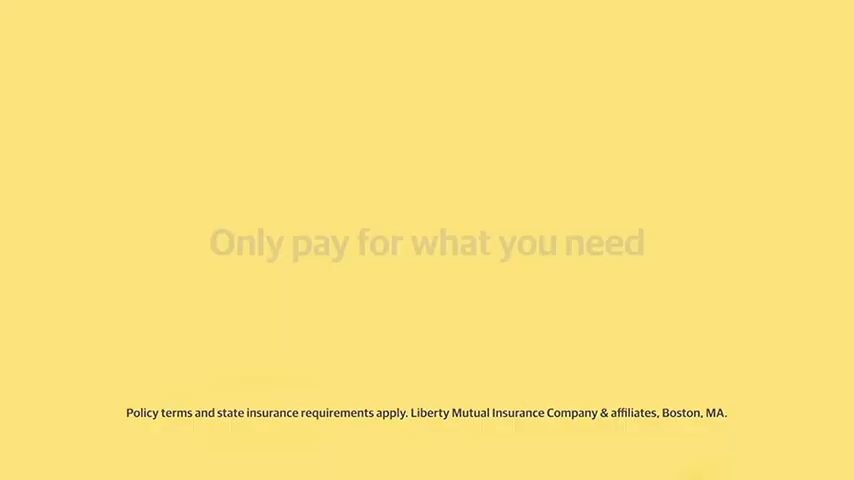 Only pay for what you need
Policy terms and state insurance requirements apply. Liberty Mutual Insurance Company & affiliates, Boston, MA.